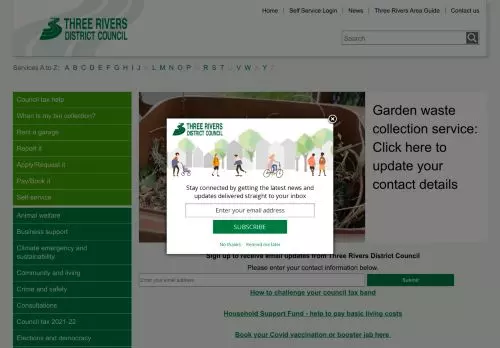 Home | Self Service Login | News | Three Rivers Area Guide | Contact us
THREE RIVERS
DISTRICT COUNCIL
Search
Services A to Z: A B C D E F G H I J K L M N O P Q R S T U V W X Y Z
Council tax help
When is my bin collection?
Rent a garage
Report it
Apply/Request it
Pay/Book it
Self-service
Animal welfare
Business support
Climate emergency and
sustainability
Community and living
Crime and safety
Consultations
Council tax 2021-22
Elections and democracy
Garden waste
collection service:
Click here to
update your
contact details
THREE RIVERS
DISTRICT COUNCIL
Stay connected by getting the latest news and
updates delivered straight to your inbox
Enter your email address
SUBSCRIBE
No thanks Remind me later
Sign up to receive email updates from Three Rivers District Council
Please enter your contact information below.
Enter your email address
Submit
How to challenge your council tax band
Household Support Fund - help to pay basic living costs
Book your Covid vaccination or booster jab here